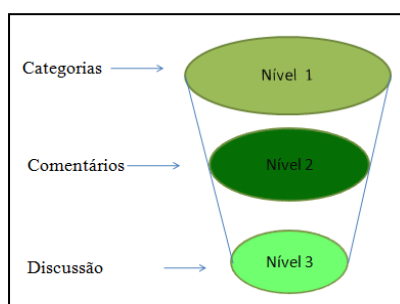 Categorias
Nível 1
Comentários
Nível 2
Discussão
Nível 3